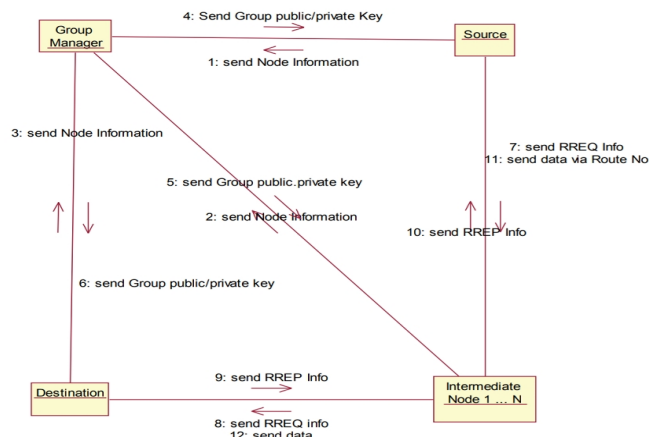 4: Send Group public/private Key
Group
Manager
Source
1: send Node Information
3: send Node Information
7: send RREQ Info
11: send data via Route No
5: send Group public.private key
2: send Node Information
10: send RREP Info
6: send Group public/private key
9: send RREP Info
Destination
Intermediate
Node 1 ... N
8: send RREQ info
12: send data